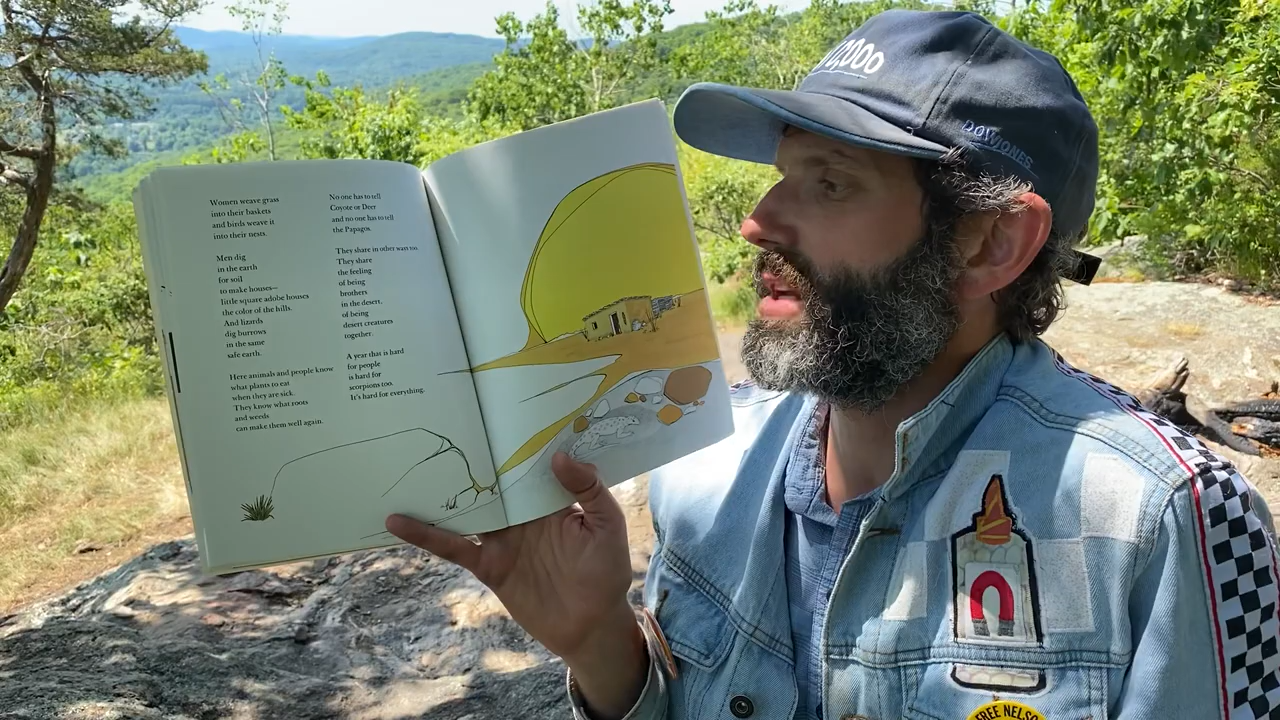 Women weave grass
into their baskets
and birds weave it
into their nests.
Men dig
in the earth
for soil
to make houses—
little square adobe houses
the color of the hills.
And lizards
dig burrows
in the same
safe earth.
Here animals and people know
what plants to eat
when they are sick.
They know what roots
and weeds
can make them well again.
No one has to tell
Coyote or Deer
and no one has to tell
the Papagos.
They share in other ways too.
They share
the feeling
of being
brothers
in the desert,
of being
desert creatures
together.
A year that is hard
for people
is hard for
scorpions too.
It's hard for everything.
DOWJONES
FREE NELSO